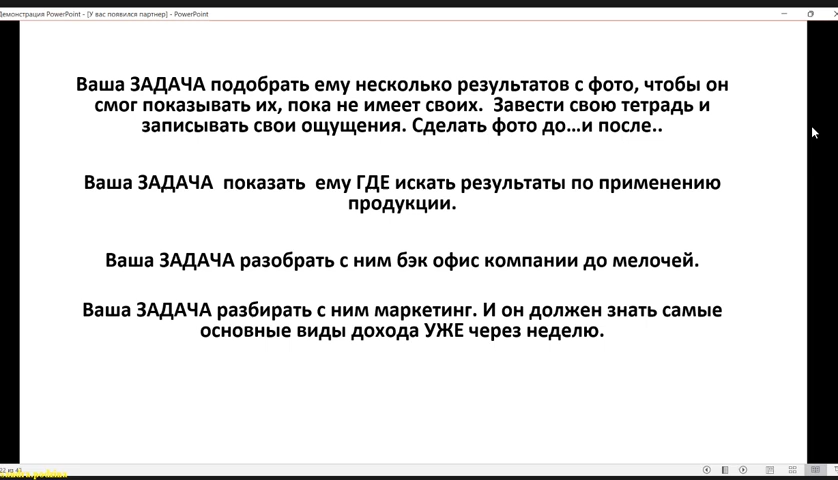 Демонстрация PowerPoint - [У вас появился партнер] - PowerPoint
Ваша ЗАДАЧА подобрать ему несколько результатов с фото, чтобы он
смог показывать их, пока не имеет своих. Завести свою тетрадь и
записывать свои ощущения. Сделать фото до...и после..
Ваша ЗАДАЧА показать ему ГДЕ искать результаты по применению
продукции.
Ваша ЗАДАЧА разобрать с ним бэк офис компании до мелочей.
Ваша ЗАДАЧА разбирать с ним маркетинг. И он должен знать самые
основные виды дохода УЖЕ через неделю.
22 из 41